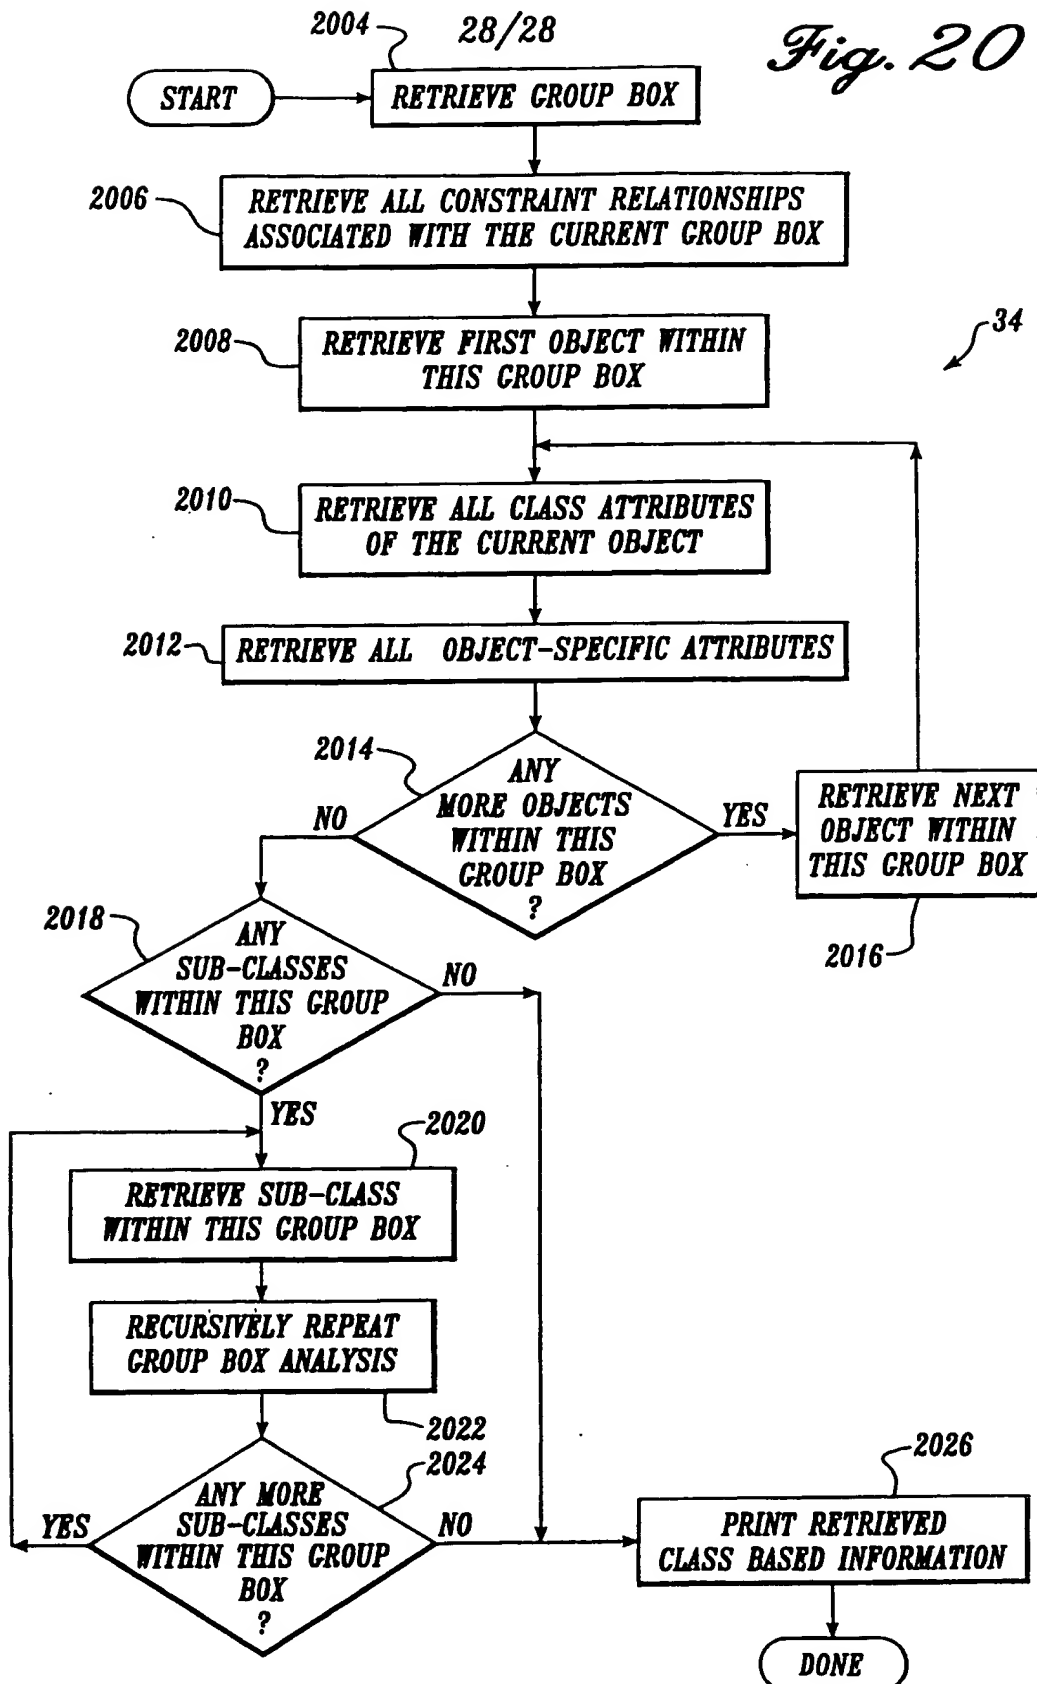 28/28
Fig. 20
2004
START
RETRIEVE GROUP BOX
2006
RETRIEVE ALL CONSTRAINT RELATIONSHIPS
ASSOCIATED WITH THE CURRENT GROUP BOX
34
2008
RETRIEVE FIRST OBJECT WITHIN
THIS GROUP BOX
2010
RETRIEVE ALL CLASS ATTRIBUTES
OF THE CURRENT OBJECT
2012
RETRIEVE ALL OBJECT-SPECIFIC ATTRIBUTES
2014
ANY
MORE OBJECTS
WITHIN THIS
GROUP BOX
?
NO
YES
RETRIEVE NEXT
OBJECT WITHIN
THIS GROUP BOX
2016
2018
ANY
SUB-CLASSES
WITHIN THIS GROUP
BOX
?
NO
YES
2020
RETRIEVE SUB-CLASS
WITHIN THIS GROUP BOX
RECURSIVELY REPEAT
GROUP BOX ANALYSIS
2022
2024
ANY MORE
SUB-CLASSES
WITHIN THIS GROUP
BOX
?
YES
NO
2026
PRINT RETRIEVED
CLASS BASED INFORMATION
DONE